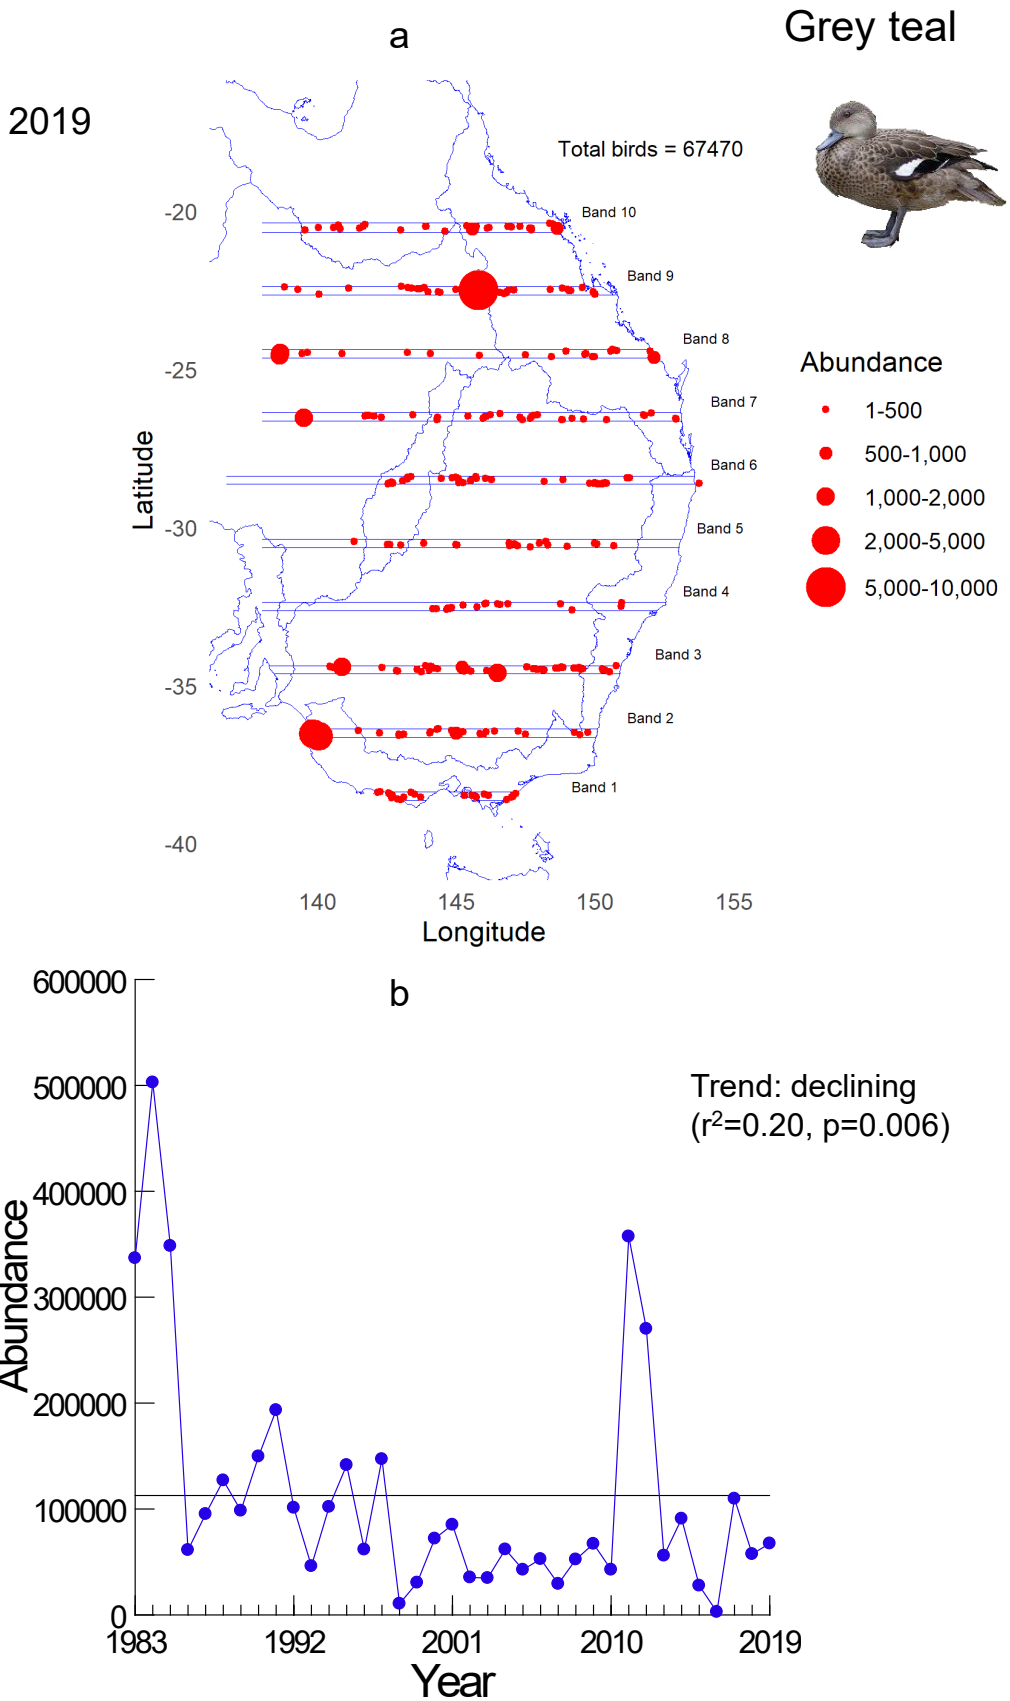 a
Grey teal
2019
Total birds = 67470
-20
-25
-30
-35
-40
Latitude
Band 10
Band 9
Band 8
Band 7
Band 6
Band 5
Band 4
Band 3
Band 2
Band 1
140 145 150 155
Longitude
Abundance
1-500
500-1,000
1,000-2,000
2,000-5,000
5,000-10,000
b
Trend: declining
(r²=0.20, p=0.006)
600000
500000
400000
300000
200000
100000
0
Abundance
1983 1992 2001 2010 2019
Year